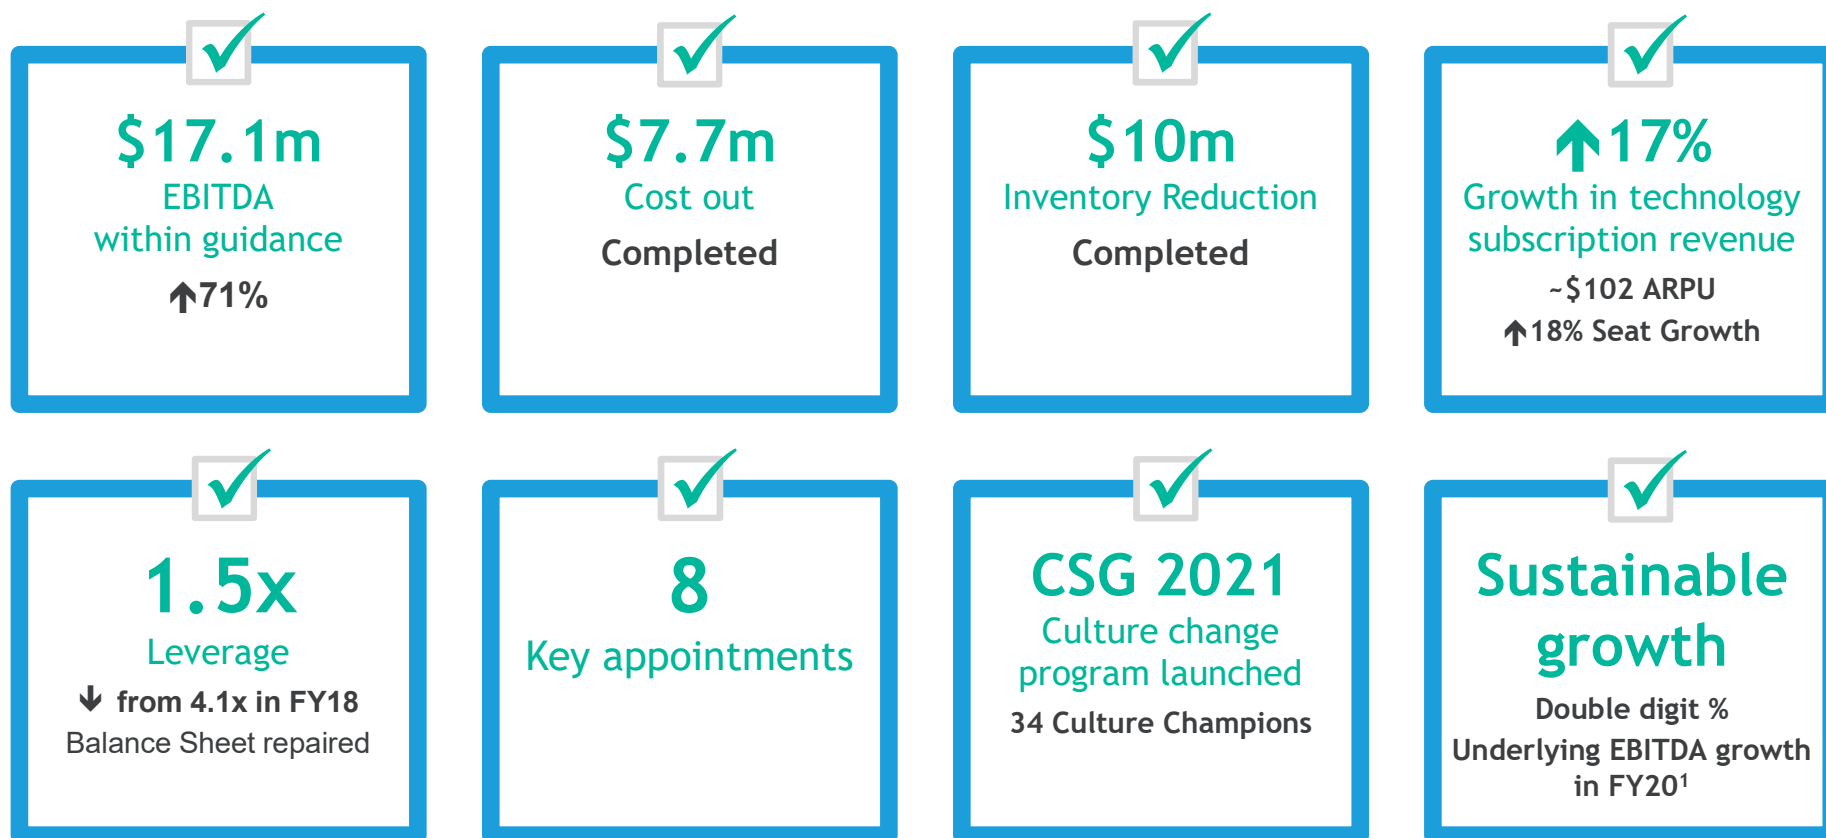 $17.1m
EBITDA
within guidance
↑71%
$7.7m
Cost out
Completed
$10m
Inventory Reduction
Completed
↑17%
Growth in technology
subscription revenue
~$102 ARPU
↑18% Seat Growth
1.5x
Leverage
↓ from 4.1x in FY18
Balance Sheet repaired
8
Key appointments
CSG 2021
Culture change
program launched
34 Culture Champions
Sustainable
growth
Double digit %
Underlying EBITDA growth
in FY20¹